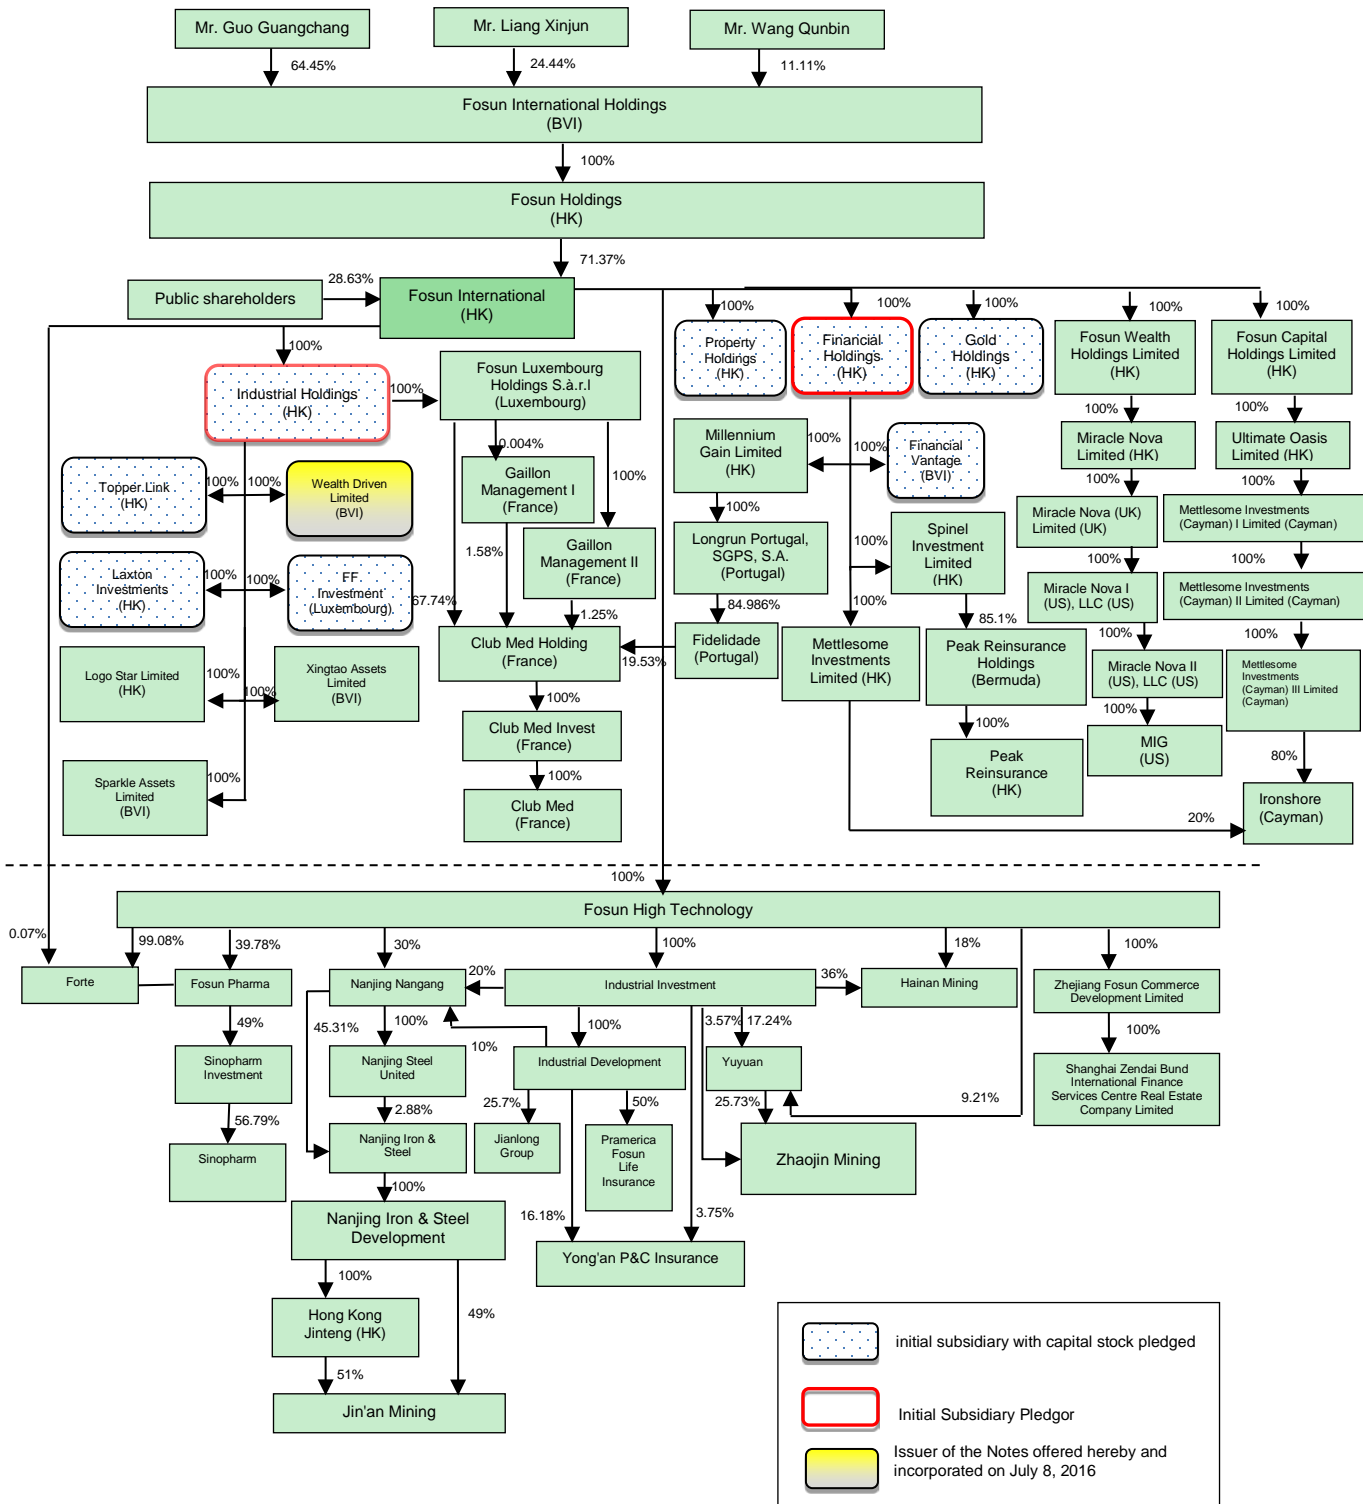 Mr. Guo Guangchang
Mr. Liang Xinjun
Mr. Wang Qunbin
64.45%
24.44%
11.11%
Fosun International Holdings
(BVI)
100%
Fosun Holdings
(HK)
71.37%
Public shareholders
28.63%
Fosun International
(HK)
100%
100%
100%
100%
100%
100%
Industrial Holdings
(HK)
100%
Fosun Luxembourg
Holdings S.à.r.l
(Luxembourg)
Property
Holdings
(HK)
Financial
Holdings
(HK)
Gold
Holdings
(HK)
Fosun Wealth
Holdings Limited
(HK)
Fosun Capital
Holdings Limited
(HK)
0.004%
100%
100%
100%
Topper Link
(HK)
100%
100%
Wealth Driven
Limited
(BVI)
Gaillon
Management I
(France)
Millennium
Gain Limited
(HK)
100%
100%
Financial
Vantage
(BVI)
Miracle Nova
Limited (HK)
Ultimate Oasis
Limited (HK)
100%
100%
100%
Laxton
Investments
(HK)
100%
100%
FF
Investment
(Luxembourg)
67.74%
1.58%
Gaillon
Management II
(France)
1.25%
Longrun Portugal,
SGPS, S.A.
(Portugal)
84.986%
100%
Spinel
Investment
Limited
(HK)
Miracle Nova (UK)
Limited (UK)
100%
Mettlesome Investments
(Cayman) I Limited (Cayman)
100%
Miracle Nova I
(US), LLC (US)
Mettlesome Investments
(Cayman) II Limited (Cayman)
100%
85.1%
100%
100%
Logo Star Limited
(HK)
100%
100%
Xingtao Assets
Limited
(BVI)
Club Med Holding
(France)
19.53%
Fidelidade
(Portugal)
Mettlesome
Investments
Limited (HK)
Peak Reinsurance
Holdings
(Bermuda)
Miracle Nova II
(US), LLC (US)
Mettlesome
Investments
(Cayman) III Limited
(Cayman)
100%
Club Med Invest
(France)
100%
100%
MIG
(US)
Sparkle Assets
Limited
(BVI)
100%
100%
Club Med
(France)
Peak
Reinsurance
(HK)
80%
20%
Ironshore
(Cayman)
100%
Fosun High Technology
0.07%
99.08%
39.78%
30%
100%
18%
100%
Forte
Fosun Pharma
Nanjing Nangang
20%
Industrial Investment
36%
Hainan Mining
Zhejiang Fosun Commerce
Development Limited
49%
45.31%
100%
10%
100%
3.57%
17.24%
100%
Sinopharm
Investment
Nanjing Steel
United
Industrial Development
Yuyuan
9.21%
Shanghai Zendai Bund
International Finance
Services Centre Real Estate
Company Limited
56.79%
2.88%
25.7%
50%
25.73%
Sinopharm
Nanjing Iron &
Steel
Jianlong
Group
Pramerica
Fosun
Life
Insurance
Zhaojin Mining
100%
Nanjing Iron & Steel
Development
16.18%
3.75%
Yong'an P&C Insurance
100%
49%
Hong Kong
Jinteng (HK)
51%
Jin'an Mining
initial subsidiary with capital stock pledged
Initial Subsidiary Pledgor
Issuer of the Notes offered hereby and
incorporated on July 8, 2016